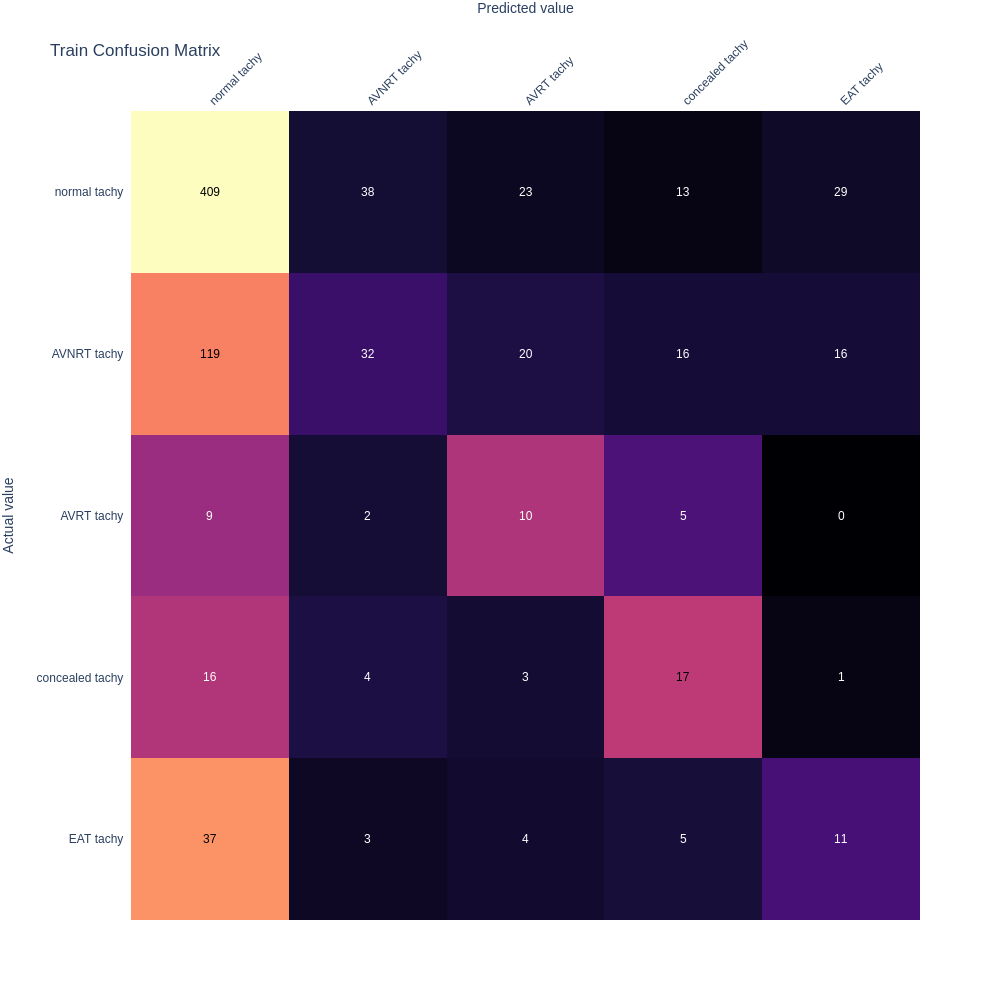 Predicted value
Train Confusion Matrix
normal tachy
AVNRT tachy
AVRT tachy
concealed tachy
EAT tachy
Actual value
normal tachy 409 38 23 13 29
AVNRT tachy 119 32 20 16 16
AVRT tachy 9 2 10 5 0
concealed tachy 16 4 3 17 1
EAT tachy 37 3 4 5 11